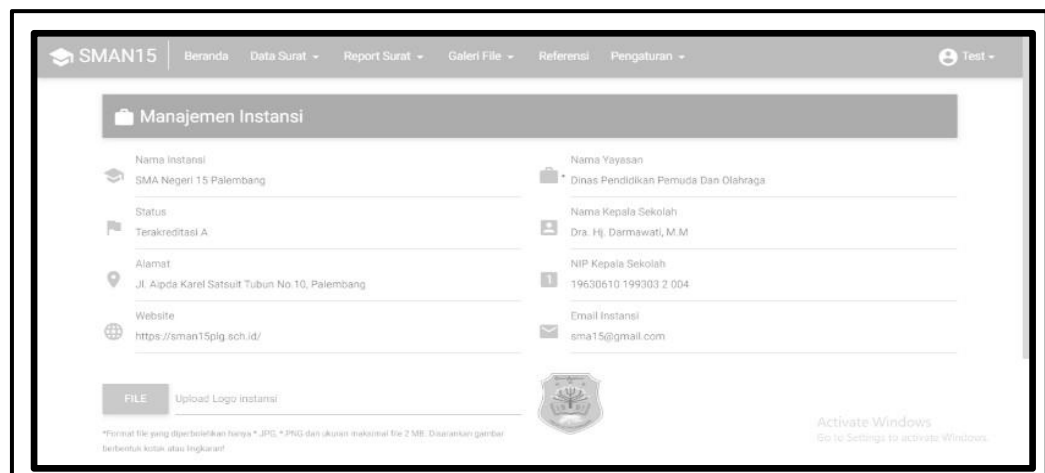 SMAN15 Beranda Data Surat Report Surat Galeri File Referensi Pengaturan Test
Manajemen Instansi
Nama Instansi
SMA Negeri 15 Palembang
Nama Yayasan
Dinas Pendidikan Pemuda Dan Olahraga
Status
Terakreditasi A
Nama Kepala Sekolah
Dra. Hj. Darmawati, M.M
Alamat
Jl. Aipda Karel Satsuit Tubun No.10, Palembang
NIP Kepala Sekolah
1
19630610 199303 2 004
Website
https://sman15plg.sch.id/
Email Instansi
sma15@gmail.com
FILE Upload Logo instansi
*Format file yang diperbolehkan hanya *.JPG, *.PNG dan ukuran maksimal file 2 MB. Disarankan gambar
berbentuk kotak atau lingkaran!
Activate Windows
Go to Settings to activate Windows.